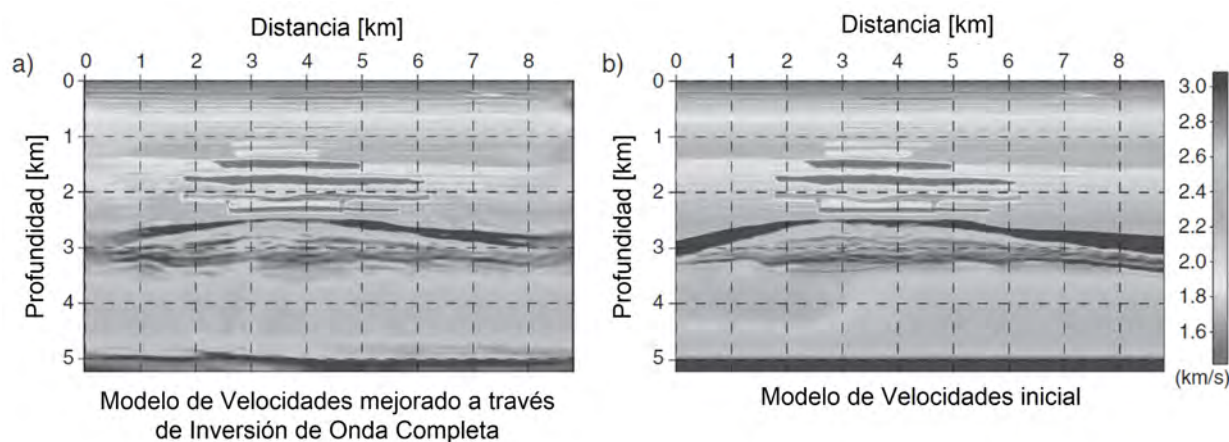 Distancia [km]
a) 0 1 2 3 4 5 6 7 8
Profundidad [km]
0
1
2
3
4
5
Modelo de Velocidades mejorado a través
de Inversión de Onda Completa
Distancia [km]
b) 0 1 2 3 4 5 6 7 8
Profundidad [km]
0
1
2
3
4
5
Modelo de Velocidades inicial
3.0
2.8
2.6
2.4
2.2
2.0
1.8
1.6
(km/s)